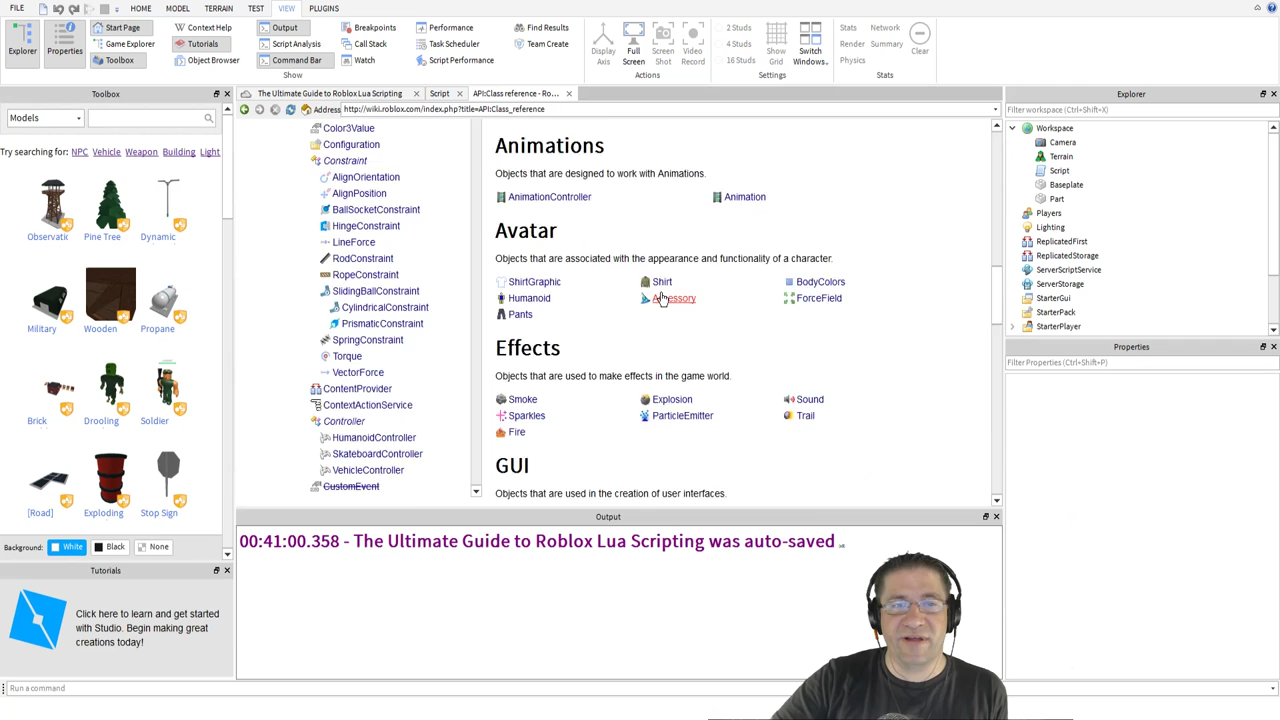 FILE HOME MODEL TERRAIN TEST VIEW PLUGINS
Explorer
Properties
Start Page
Game Explorer
Toolbox
Context Help
Tutorials
Object Browser
Output
Script Analysis
Command Bar
Breakpoints
Call Stack
Watch
Performance
Task Scheduler
Script Performance
Find Results
Team Create
Show
Display Axis
Full Screen
Screen Shot
Video Record
Actions
2 Studs
4 Studs
16 Studs
Show Grid
Switch Windows
Settings
Stats
Network
Render
Summary
Physics
Clear
Stats
Toolbox
Models
Try searching for: NPC Vehicle Weapon Building Light
Observatic
Pine Tree
Dynamic
Military
Wooden
Propane
Brick
Drooling
Soldier
[Road]
Exploding
Stop Sign
Background: White Black None
Tutorials
Click here to learn and get started
with Studio. Begin making great
creations today!
The Ultimate Guide to Roblox Lua Scripting
Script
API:Class reference - Ro...
Address
http://wiki.roblox.com/index.php?title=API:Class_reference
Color3Value
Configuration
Constraint
AlignOrientation
AlignPosition
BallSocketConstraint
HingeConstraint
LineForce
RodConstraint
RopeConstraint
SlidingBallConstraint
CylindricalConstraint
PrismaticConstraint
SpringConstraint
Torque
VectorForce
ContentProvider
ContextActionService
Controller
HumanoidController
SkateboardController
VehicleController
CustomEvent
Animations
Objects that are designed to work with Animations.
AnimationController Animation
Avatar
Objects that are associated with the appearance and functionality of a character.
ShirtGraphic Shirt BodyColors
Humanoid Accessory ForceField
Pants
Effects
Objects that are used to make effects in the game world.
Smoke Explosion Sound
Sparkles ParticleEmitter Trail
Fire
GUI
Objects that are used in the creation of user interfaces.
Output
00:41:00.358 - The Ultimate Guide to Roblox Lua Scripting was auto-saved
Explorer
Filter workspace (Ctrl+Shift+X)
Workspace
Camera
Terrain
Script
Baseplate
Part
Players
Lighting
ReplicatedFirst
ReplicatedStorage
ServerScriptService
ServerStorage
StarterGui
StarterPack
StarterPlayer
Properties
Filter Properties (Ctrl+Shift+P)
Run a command